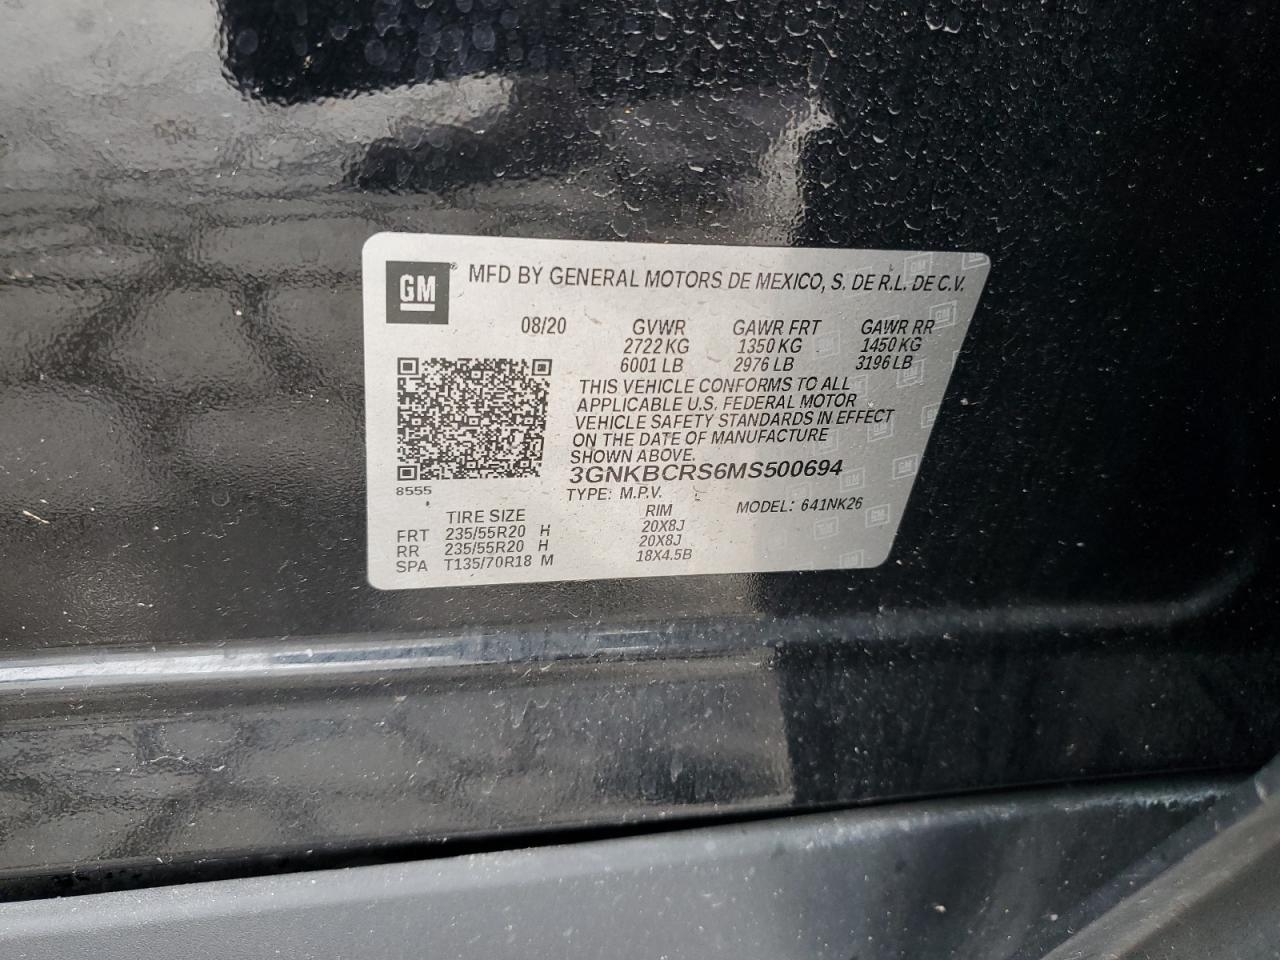 GM ® MFD BY GENERAL MOTORS DE MEXICO, S. DE R.L. DE C.V.
08/20 GVWR GAWR FRT GAWR RR
2722 KG 1350 KG 1450 KG
6001 LB 2976 LB 3196 LB
THIS VEHICLE CONFORMS TO ALL
APPLICABLE U.S. FEDERAL MOTOR
VEHICLE SAFETY STANDARDS IN EFFECT
ON THE DATE OF MANUFACTURE
SHOWN ABOVE.
3GNKBCRS6MS500694
8555 TYPE: M.P.V. MODEL: 641NK26
TIRE SIZE RIM
FRT 235/55R20 H 20X8J
RR 235/55R20 H 20X8J
SPA T135/70R18 M 18X4.5B